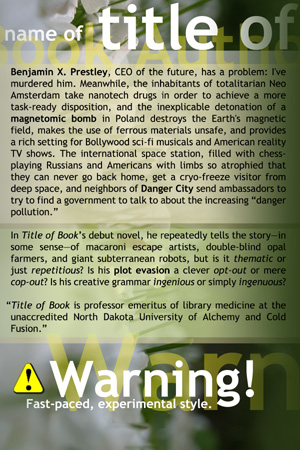 name of title of
Book Author
Benjamin X. Prestley, CEO of the future, has a problem: I've
murdered him. Meawhile, the inhabitants of totalitarian Neo
Amsterdam take nanotech drugs in order to achieve a more
task-ready disposition, and the inexplicable detonation of a
magnetomic bomb in Poland destroys the Earth's magnetic
field, makes the use of ferrous materials unsafe, and provides
a rich setting for Bollywood sci-fi musicals and American reality
TV shows. The international space station, filled with chess-
playing Russians and Americans with limbs so atrophied that
they can never go back home, get a cryo-freeze visitor from
deep space, and neighbors of Danger City send ambassadors to
try to find a government to talk to about the increasing “danger
pollution.”
In Title of Book’s debut novel, he repeatedly tells the story—in
some sense—of macaroni escape artists, double-blind opal
farmers, and giant subterranean robots, but is it thematic or
just repetitious? Is his plot evasion a clever opt-out or mere
cop-out? Is his creative grammar ingenious or simply ingenuous?
“Title of Book is professor emeritus of library medicine at the
unaccredited North Dakota University of Alchemy and Cold
Fusion.”
Warn
Warning!
Fast-paced, experimental style.